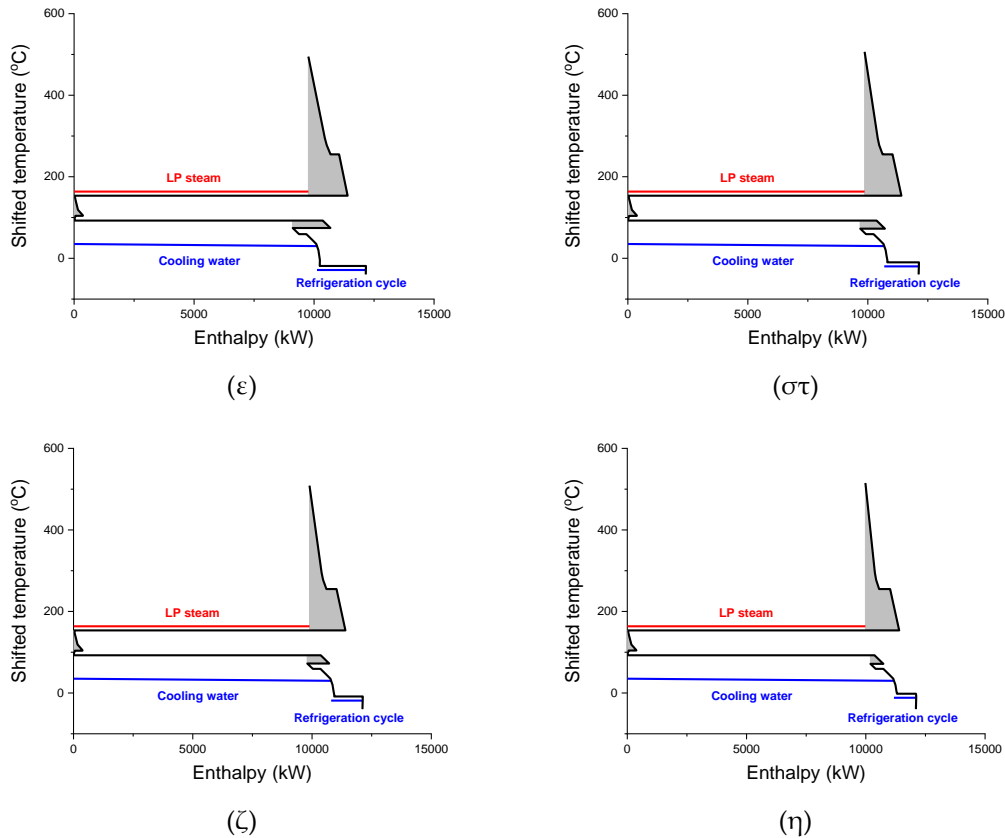 600
400
200
0
Shifted temperature (°C)
LP steam
Cooling water
Refrigeration cycle
0
5000
10000
15000
Enthalpy (kW)
(ε)
600
400
200
0
Shifted temperature (°C)
LP steam
Cooling water
Refrigeration cycle
0
5000
10000
15000
Enthalpy (kW)
(στ)
600
400
200
0
Shifted temperature (°C)
LP steam
Cooling water
Refrigeration cycle
0
5000
10000
15000
Enthalpy (kW)
(ζ)
600
400
200
0
Shifted temperature (°C)
LP steam
Cooling water
Refrigeration cycle
0
5000
10000
15000
Enthalpy (kW)
(η)